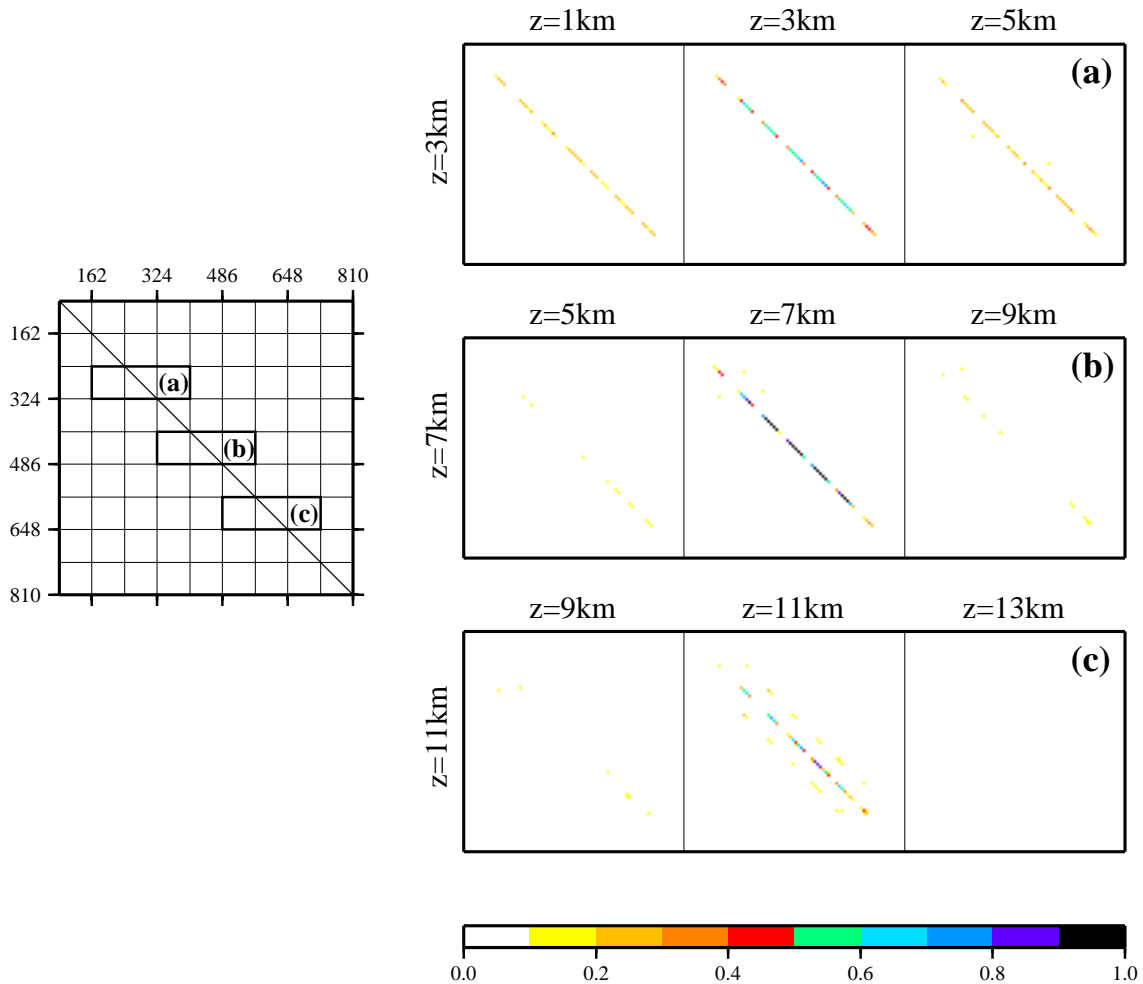 z=1km z=3km z=5km
z=3km
(a)
162 324 486 648 810
162
324
486
648
810
(a)
(b)
(c)
z=5km z=7km z=9km
z=7km
(b)
z=9km z=11km z=13km
z=11km
(c)
0.0 0.2 0.4 0.6 0.8 1.0